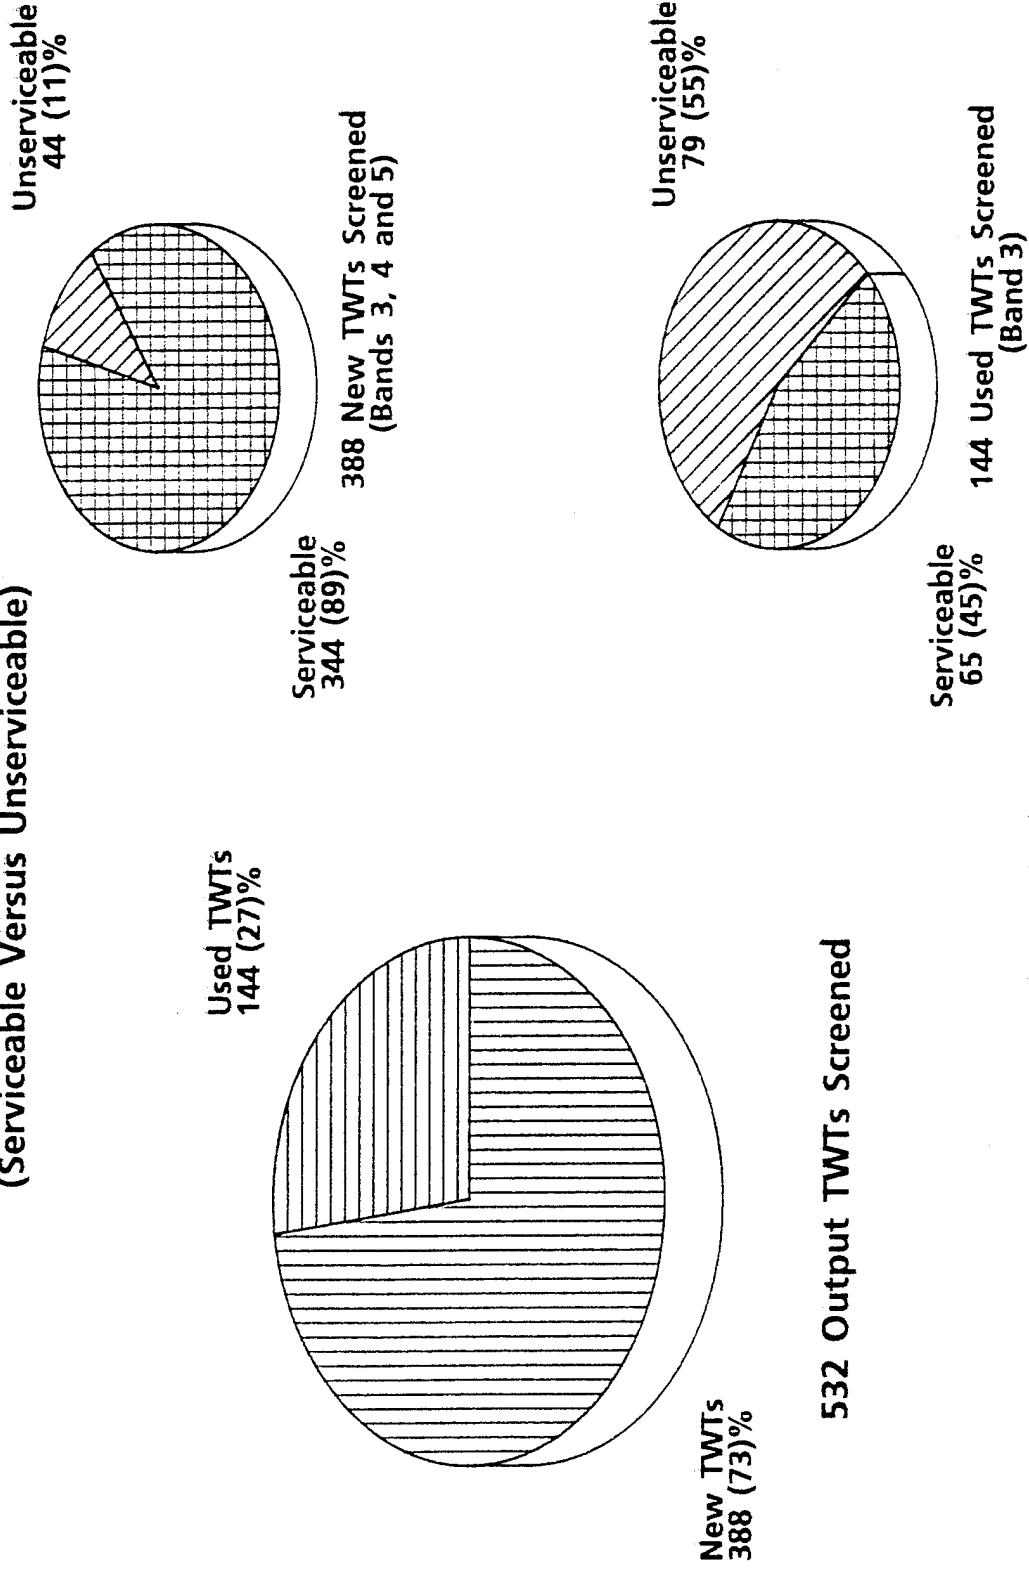 (Serviceable Versus Unserviceable)
Used TWTs
144 (27)%
New TWTs
388 (73)%
532 Output TWTs Screened
Unserviceable
44 (11)%
Serviceable
344 (89)%
388 New TWTs Screened
(Bands 3, 4 and 5)
Unserviceable
79 (55)%
Serviceable
65 (45)%
144 Used TWTs Screened
(Band 3)